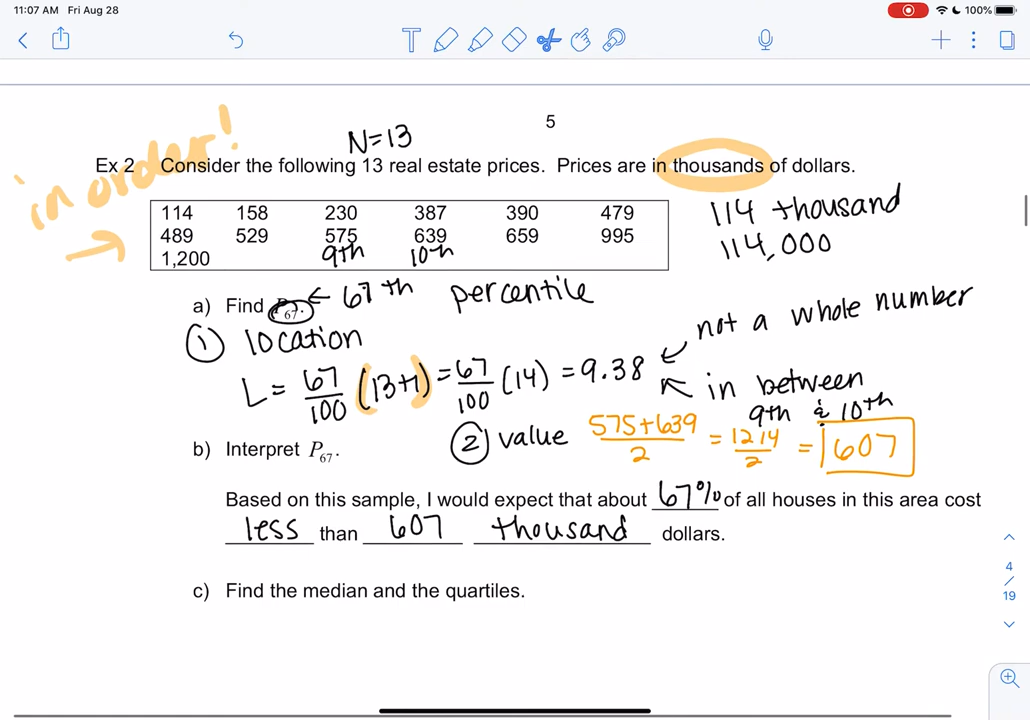 11:07 AM Fri Aug 28
100%
T
5
N=13
in order!
Ex 2 Consider the following 13 real estate prices. Prices are in thousands of dollars.
114 158 230 387 390 479
489 529 575 639 659 995
9th 10th
1,200
114 thousand
114,000
a) Find P67. ← 67th percentile
① location
not a whole number
L = 67/100 (13+1) = 67/100 (14) = 9.38
in between
9th & 10th
② value 575+639/2 = 1214/2 = 607
b) Interpret P67.
Based on this sample, I would expect that about 67% of all houses in this area cost
less than 607 thousand dollars.
c) Find the median and the quartiles.
4
/
19